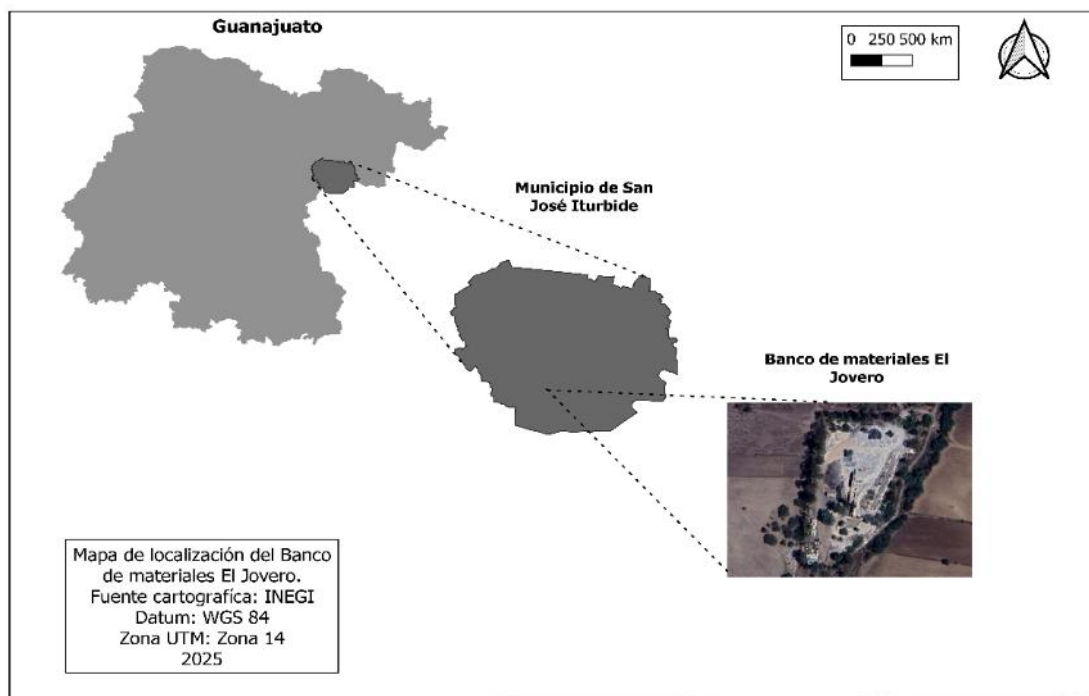 Guanajuato
0 250 500 km
Municipio de San
José Iturbide
Banco de materiales El
Jovero
Mapa de localización del Banco
de materiales El Jovero.
Fuente cartografíca: INEGI
Datum: WGS 84
Zona UTM: Zona 14
2025